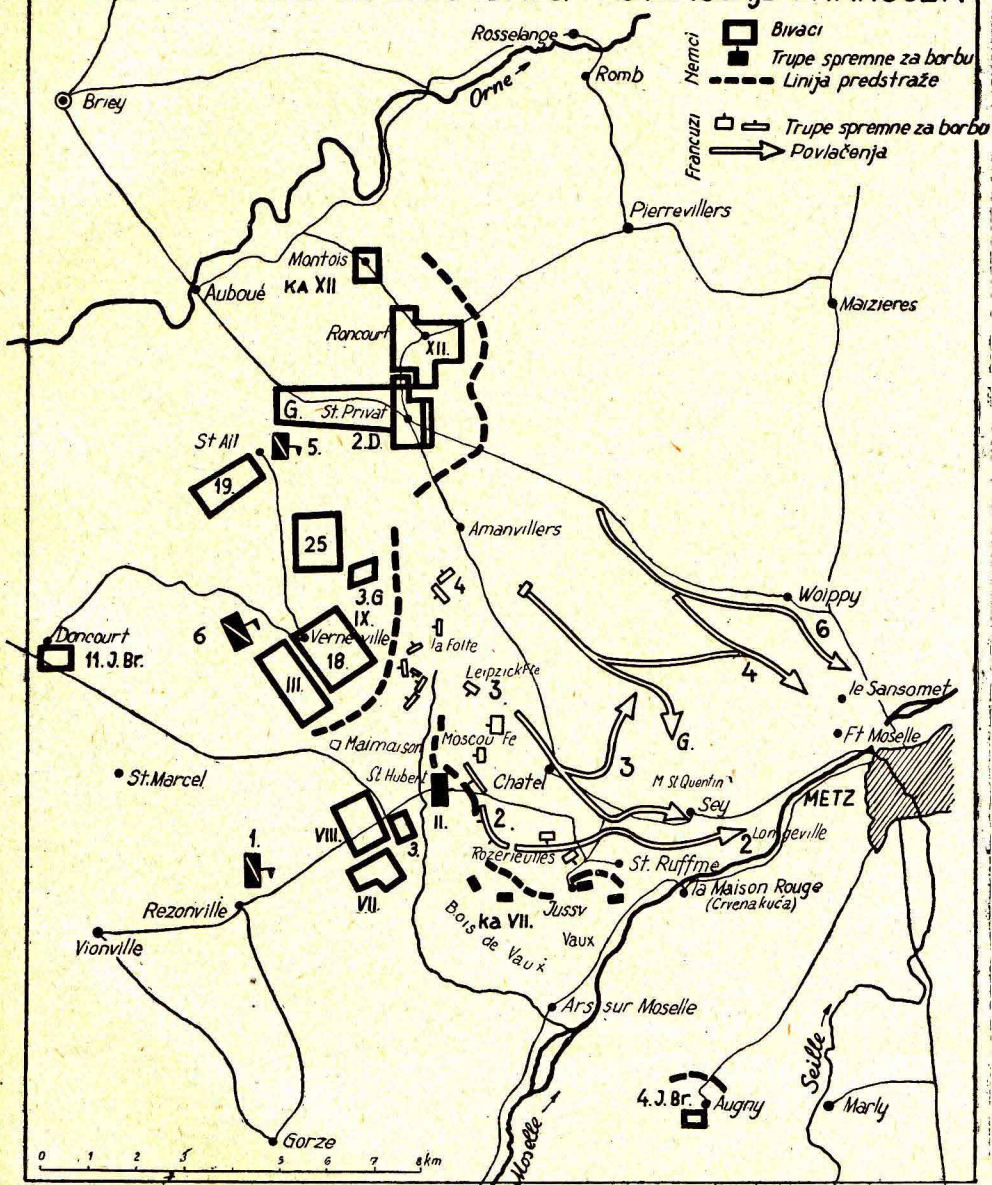 FRANCUZA
Nemci
Bivaci
Trupe spremne za borbu
Linija predstraže
Francuzi
Trupe spremne za borbu
Povlačenja
Rosselange
Romb
Orne
Briey
Pierrevillers
Montois
KA XII
Auboué
Maizieres
Roncourt
XII.
G.
St. Privat
2.D.
St Ail
5.
19.
Amanvillers
25
3.G
IX.
4
Woippy
6
Verneville
18.
la Folie
6
Doncourt
11. J. Br.
III.
Leipzick Fte
3
4
le Sansomet
Ft Moselle
G.
Malmaison
Moscou Fe
3
St. Marcel
St Hubert
II.
Chatel
M St Quentin
Sey
METZ
VIII.
3.
2.
2
Longeville
1.
Rozerieulles
St. Ruffine
VII.
la Maison Rouge
(Crvena kuća)
Rezonville
Jussy
Bois de Vaux
ka VII.
Vaux
Vionville
Ars sur Moselle
Seille
4. J. Br.
Augny
Marly
Gorze
Moselle
0 1 2 3 5 6 7 8 km